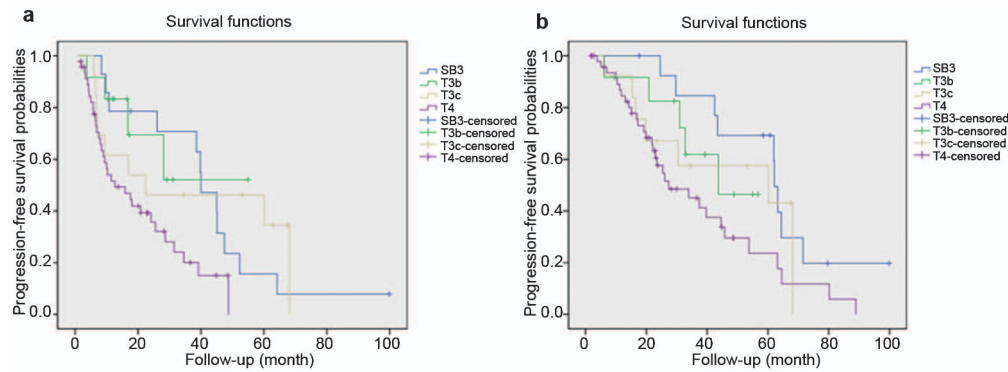 a
Survival functions
Progression-free survival probabilities
1.0
0.8
0.6
0.4
0.2
0.0
0 20 40 60 80 100
Follow-up (month)
SB3
T3b
T3c
T4
SB3-censored
T3b-censored
T3c-censored
T4-censored
b
Survival functions
Progression-free survival probabilities
1.0
0.8
0.6
0.4
0.2
0.0
0 20 40 60 80 100
Follow-up (month)
SB3
T3b
T3c
T4
SB3-censored
T3b-censored
T3c-censored
T4-censored